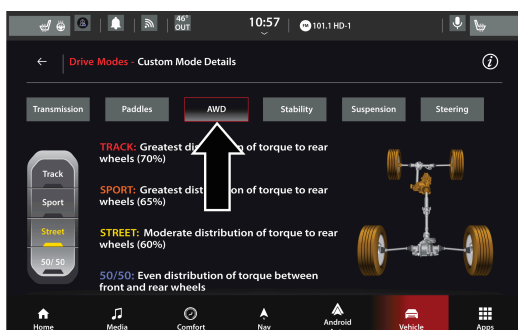 46°
OUT
10:57
FM 101.1 HD-1
Drive Modes - Custom Mode Details
Transmission
Paddles
AWD
Stability
Suspension
Steering
Track
Sport
Street
50/50
TRACK: Greatest of torque to rear
wheels (70%)
SPORT: Greatest of torque to rear
wheels (65%)
STREET: Moderate distribution of torque to rear
wheels (60%)
50/50: Even distribution of torque between
front and rear wheels
Home
Media
Comfort
Nav
Android
Vehicle
Apps